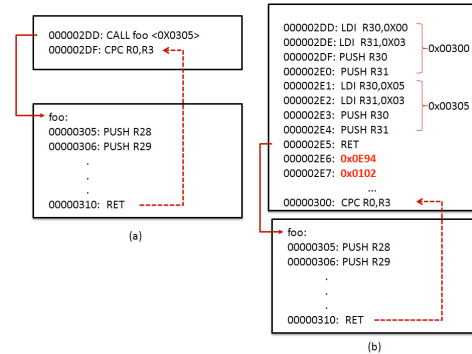 000002DD: CALL foo <0X0305>
000002DF: CPC R0,R3
foo:
00000305: PUSH R28
00000306: PUSH R29
.
.
.
00000310: RET
(a)
000002DD: LDI R30,0X00
000002DE: LDI R31,0X03
000002DF: PUSH R30
000002E0: PUSH R31
0x00300
000002E1: LDI R30,0X05
000002E2: LDI R31,0X03
000002E3: PUSH R30
000002E4: PUSH R31
0x00305
000002E5: RET
000002E6: 0x0E94
000002E7: 0x0102
...
00000300: CPC R0,R3
foo:
00000305: PUSH R28
00000306: PUSH R29
.
.
.
00000310: RET
(b)